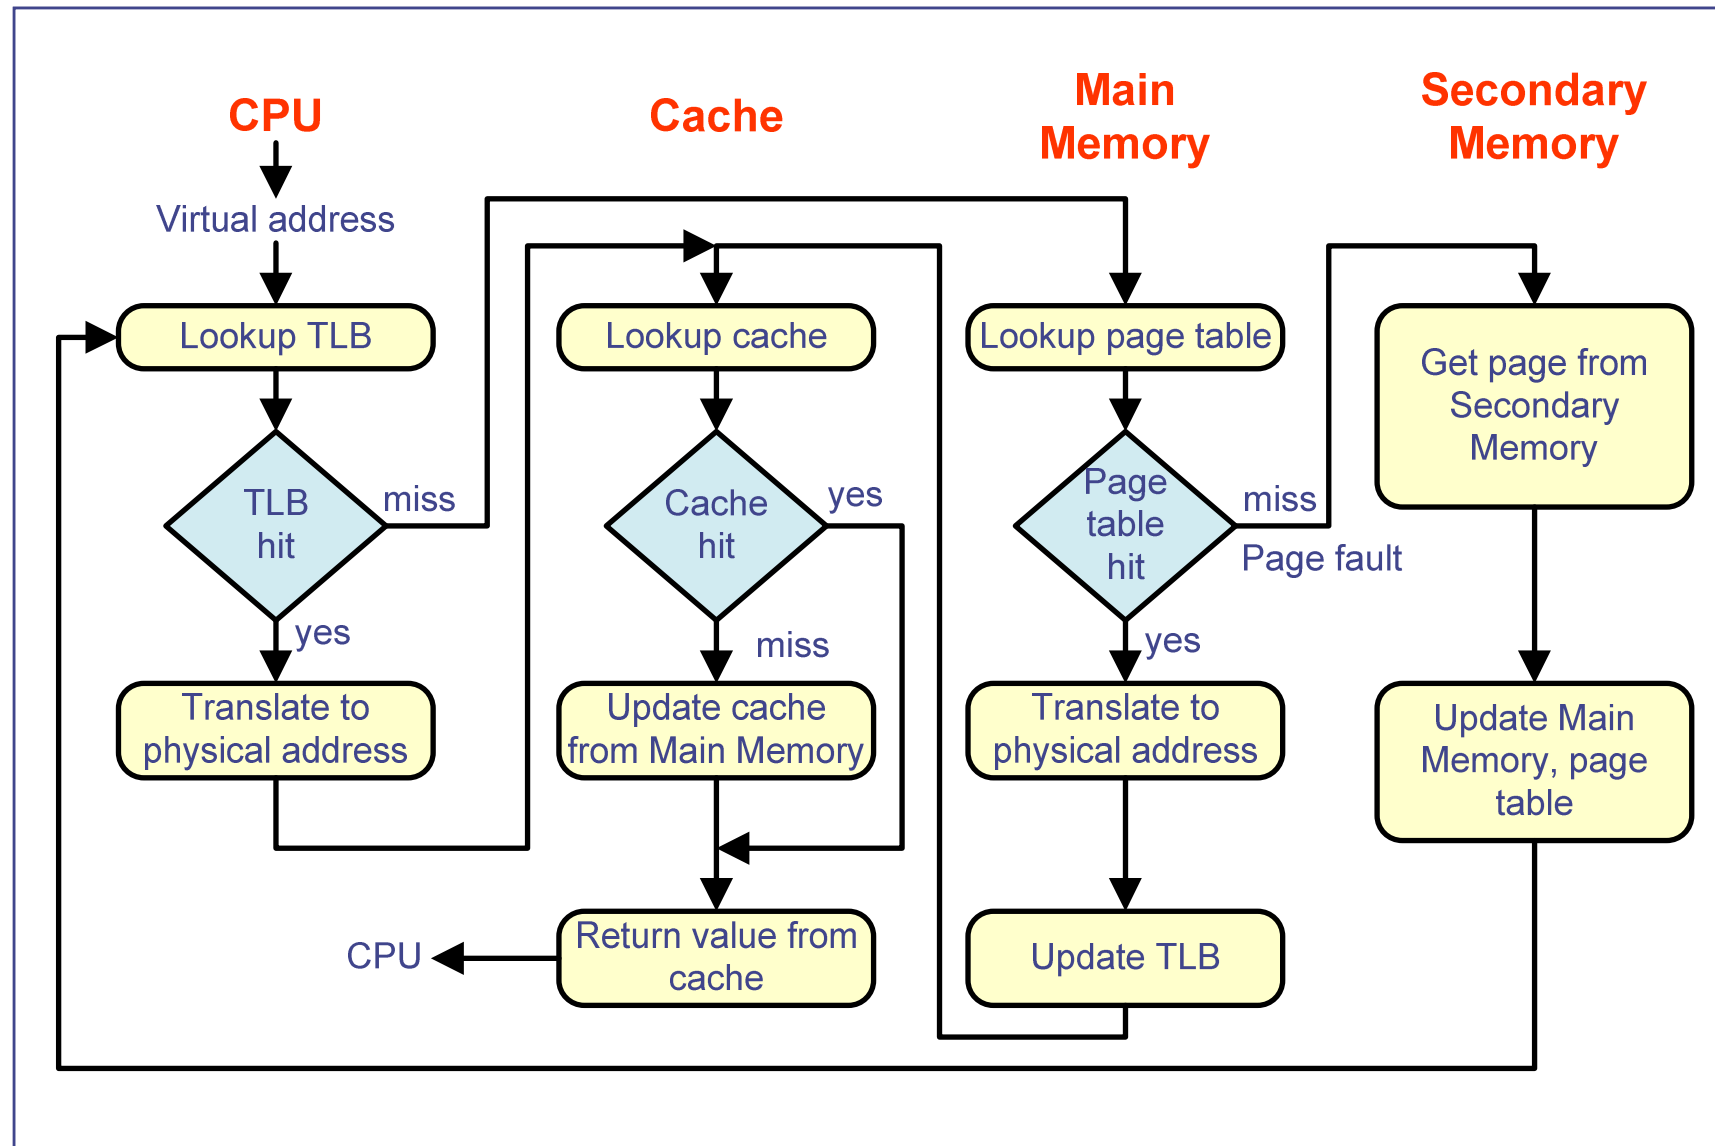 CPU
Cache
Main
Memory
Secondary
Memory
Virtual address
Lookup TLB
TLB
hit
miss
yes
Translate to
physical address
Lookup cache
Cache
hit
yes
miss
Update cache
from Main Memory
Return value from
cache
CPU
Lookup page table
Page
table
hit
miss
Page fault
yes
Translate to
physical address
Update TLB
Get page from
Secondary
Memory
Update Main
Memory, page
table